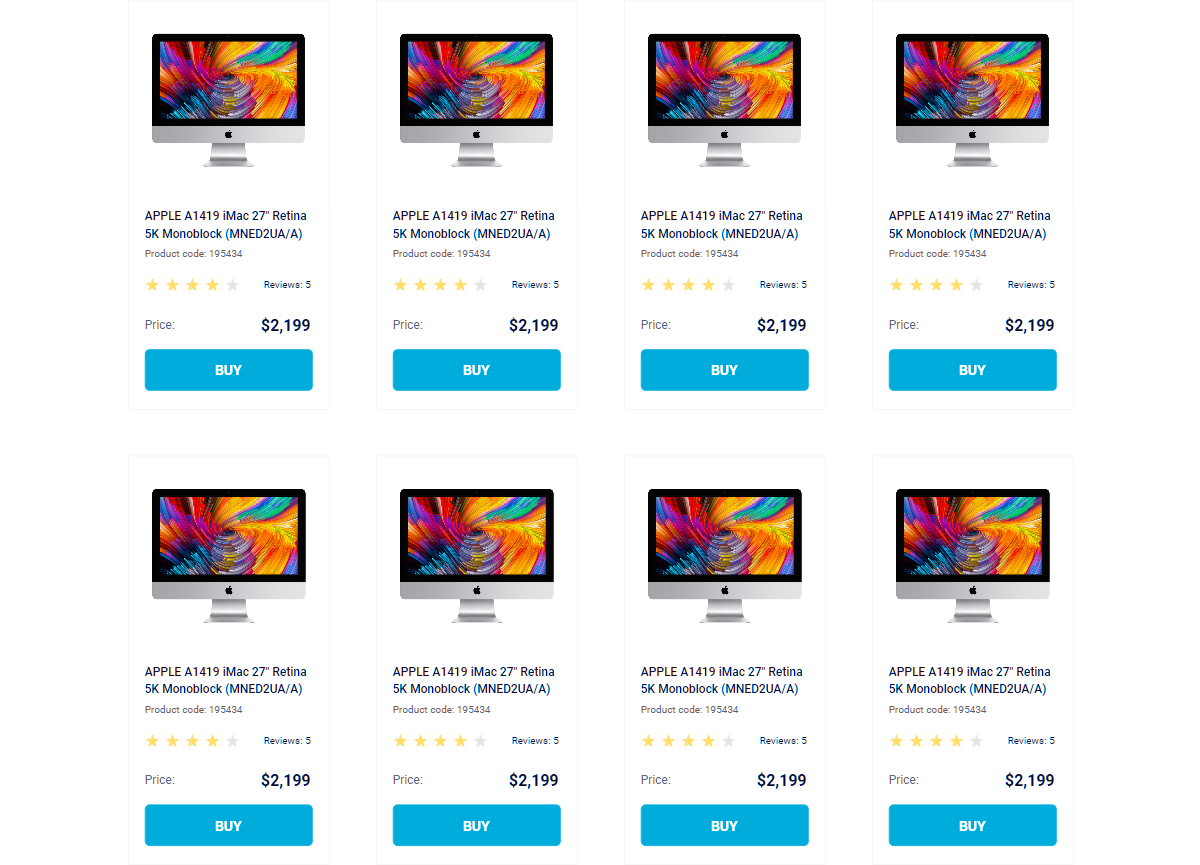 APPLE A1419 iMac 27" Retina
5K Monoblock (MNED2UA/A)
Product code: 195434
Reviews: 5
Price: $2,199
BUY
APPLE A1419 iMac 27" Retina
5K Monoblock (MNED2UA/A)
Product code: 195434
Reviews: 5
Price: $2,199
BUY
APPLE A1419 iMac 27" Retina
5K Monoblock (MNED2UA/A)
Product code: 195434
Reviews: 5
Price: $2,199
BUY
APPLE A1419 iMac 27" Retina
5K Monoblock (MNED2UA/A)
Product code: 195434
Reviews: 5
Price: $2,199
BUY
APPLE A1419 iMac 27" Retina
5K Monoblock (MNED2UA/A)
Product code: 195434
Reviews: 5
Price: $2,199
BUY
APPLE A1419 iMac 27" Retina
5K Monoblock (MNED2UA/A)
Product code: 195434
Reviews: 5
Price: $2,199
BUY
APPLE A1419 iMac 27" Retina
5K Monoblock (MNED2UA/A)
Product code: 195434
Reviews: 5
Price: $2,199
BUY
APPLE A1419 iMac 27" Retina
5K Monoblock (MNED2UA/A)
Product code: 195434
Reviews: 5
Price: $2,199
BUY